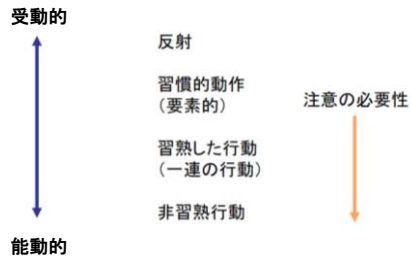 受動的
反射
習慣的動作
（要素的）
注意の必要性
習熟した行動
（一連の行動）
非習熟行動
能動的